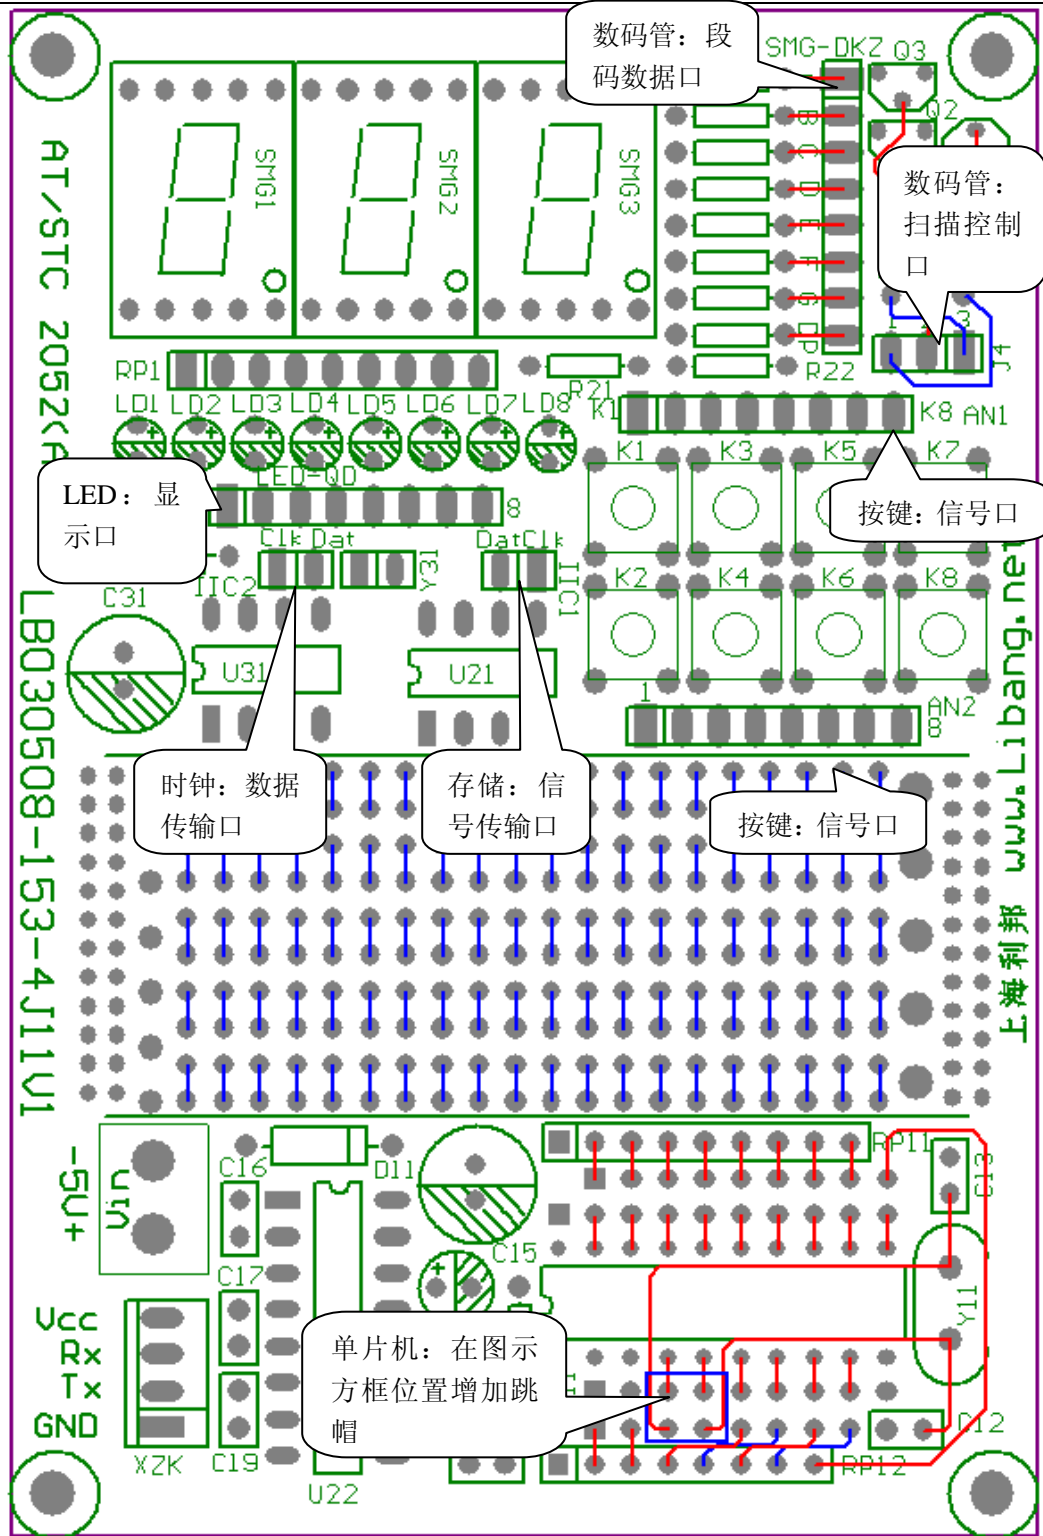 数码管：段
码数据口
SMG-DKZ
Q3
Q2
B
C
D
E
F
G
DP
数码管：
扫描控制
口
SMG1
SMG2
SMG3
AT/STC 2052(A
1
3
J4
RP1
R21
R22
LD1 LD2 LD3 LD4 LD5 LD6 LD7 LD8
K1
K8
AN1
K1
K3
K5
K7
LED：显
示口
LED-QD
8
按键：信号口
Clk Dat
IIC2
Y31
DatClk
IIC1
K2
K4
K6
K8
C31
U31
U21
1
AN2
8
LB030508-153-4J11V1
www.Libang.net
上海利邦
时钟：数据
传输口
存储：信
号传输口
按键：信号口
-5V+
Vin
C16
D11
RP11
C13
C15
C17
Y11
Vcc
Rx
Tx
GND
XZK
C19
U22
单片机：在图示
方框位置增加跳
帽
C12
RP12